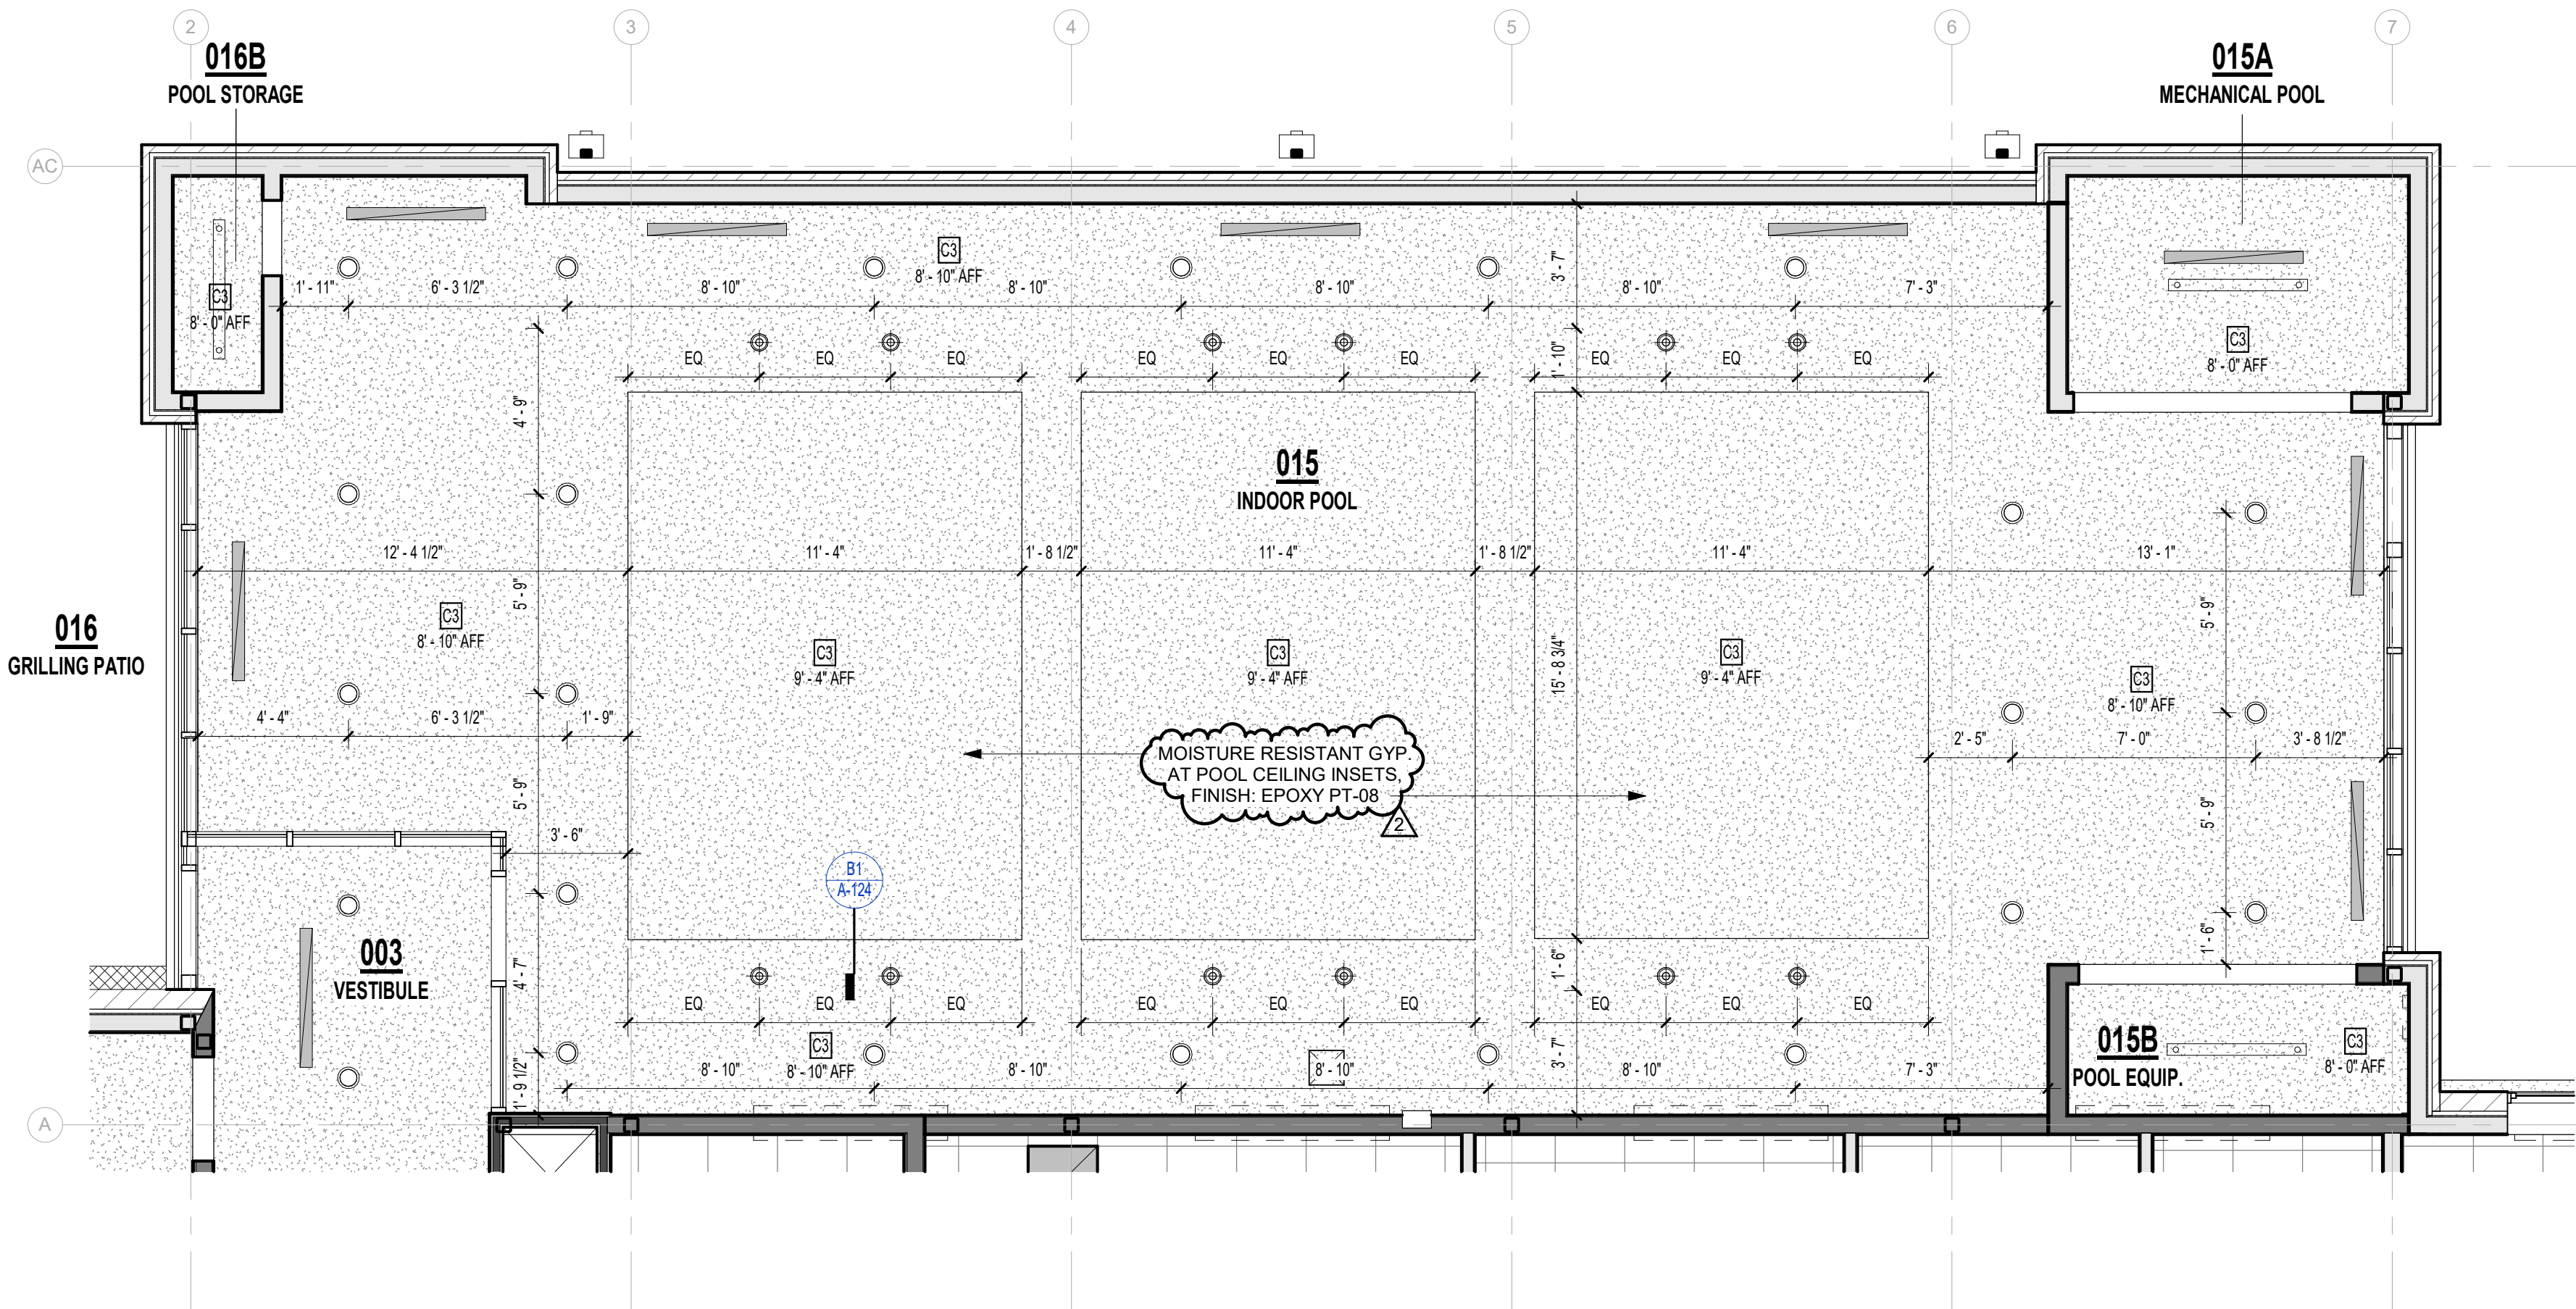 2
3
4
5
6
7
016B
POOL STORAGE
015A
MECHANICAL POOL
AC
C3
8' - 10" AFF
3' - 7"
1' - 11"
6' - 3 1/2"
8' - 10"
8' - 10"
8' - 10"
8' - 10"
7' - 3"
C3
8' - 0" AFF
C3
8' - 0" AFF
EQ
EQ
EQ
EQ
EQ
EQ
1' - 10"
EQ
EQ
EQ
4' - 9"
015
INDOOR POOL
12' - 4 1/2"
11' - 4"
1' - 8 1/2"
11' - 4"
1' - 8 1/2"
11' - 4"
13' - 1"
5' - 9"
5' - 9"
016
GRILLING PATIO
C3
8' - 10" AFF
C3
9' - 4" AFF
C3
9' - 4" AFF
15' - 8 3/4"
C3
9' - 4" AFF
C3
8' - 10" AFF
4' - 4"
6' - 3 1/2"
1' - 9"
2' - 5"
7' - 0"
3' - 8 1/2"
MOISTURE RESISTANT GYP.
AT POOL CEILING INSETS,
FINISH: EPOXY PT-08
2
5' - 9"
5' - 9"
3' - 6"
B1
A-124
003
VESTIBULE
4' - 7"
1' - 6"
1' - 6"
EQ
EQ
EQ
EQ
EQ
EQ
EQ
EQ
EQ
C3
8' - 10" AFF
1' - 9 1/2"
8' - 10"
8' - 10"
8' - 10"
3' - 7"
8' - 10"
7' - 3"
015B
POOL EQUIP.
C3
8' - 0" AFF
A